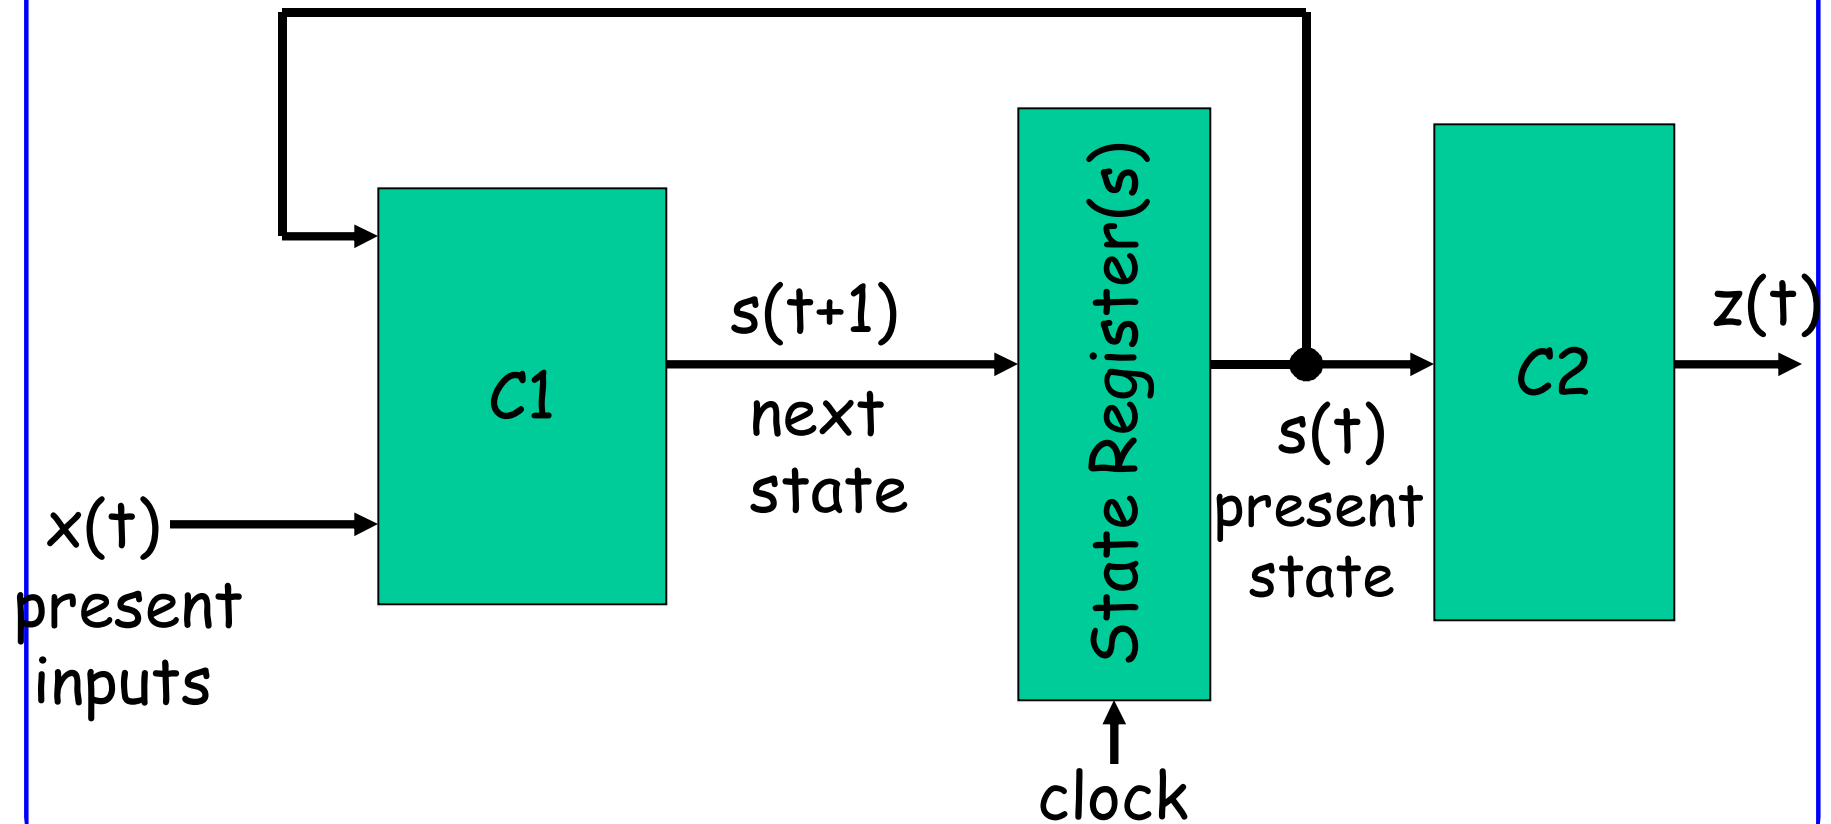 x(t)
present
inputs
C1
s(t+1)
next
state
State Register(s)
clock
s(t)
present
state
C2
z(t)